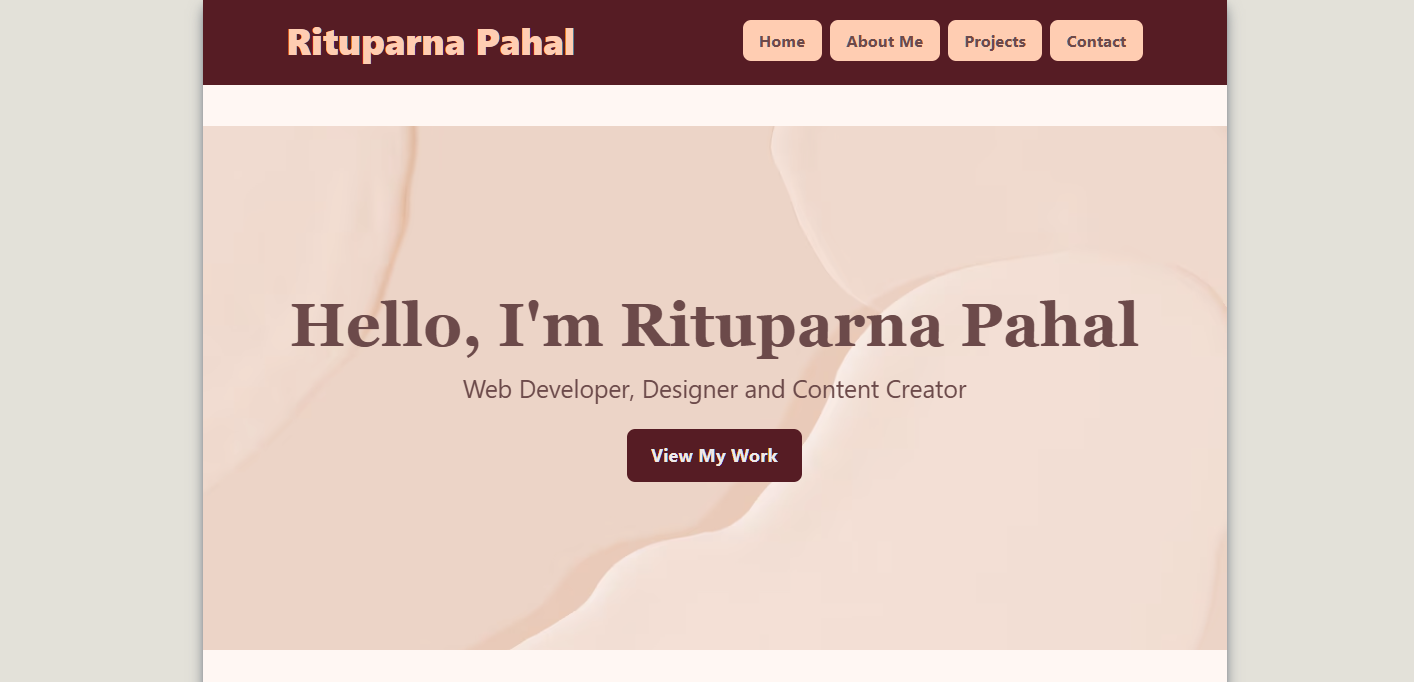 Rituparna Pahal
Home About Me Projects Contact
Hello, I'm Rituparna Pahal
Web Developer, Designer and Content Creator
View My Work